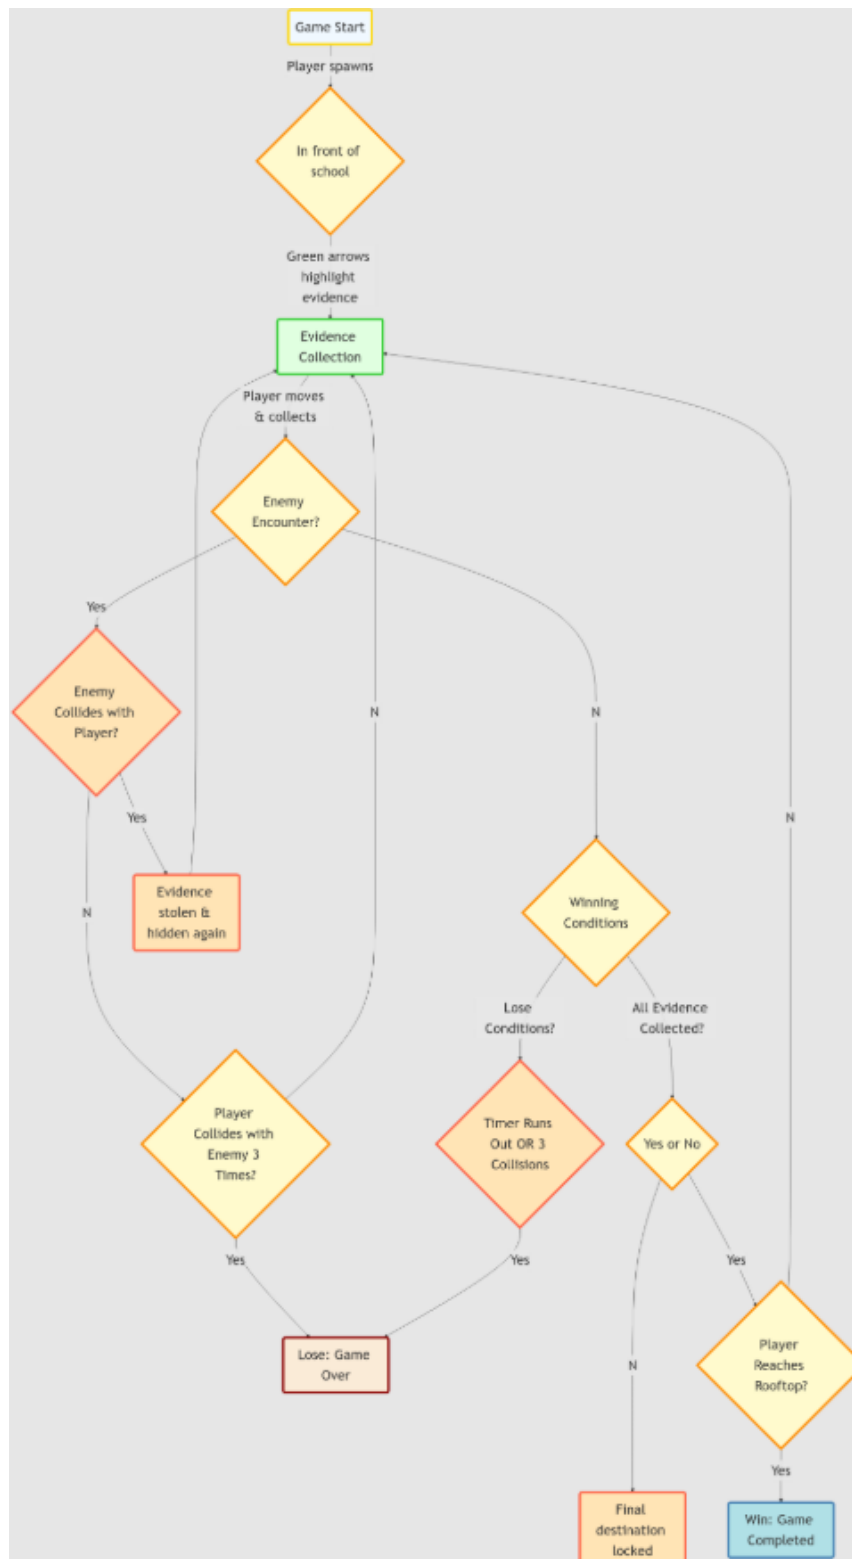 Game Start
Player spawns
In front of
school
Green arrows
highlight
evidence
Evidence
Collection
Player moves
& collects
Enemy
Encounter?
Yes
Enemy
Collides with
Player?
N
N
Yes
N
Evidence
stolen &
hidden again
N
Winning
Conditions
Lose
Conditions?
All Evidence
Collected?
Player
Collides with
Enemy 3
Times?
Timer Runs
Out OR 3
Collisions
Yes or No
Yes
Yes
Yes
Lose: Game
Over
N
Player
Reaches
Rooftop?
Yes
Final
destination
locked
Win: Game
Completed